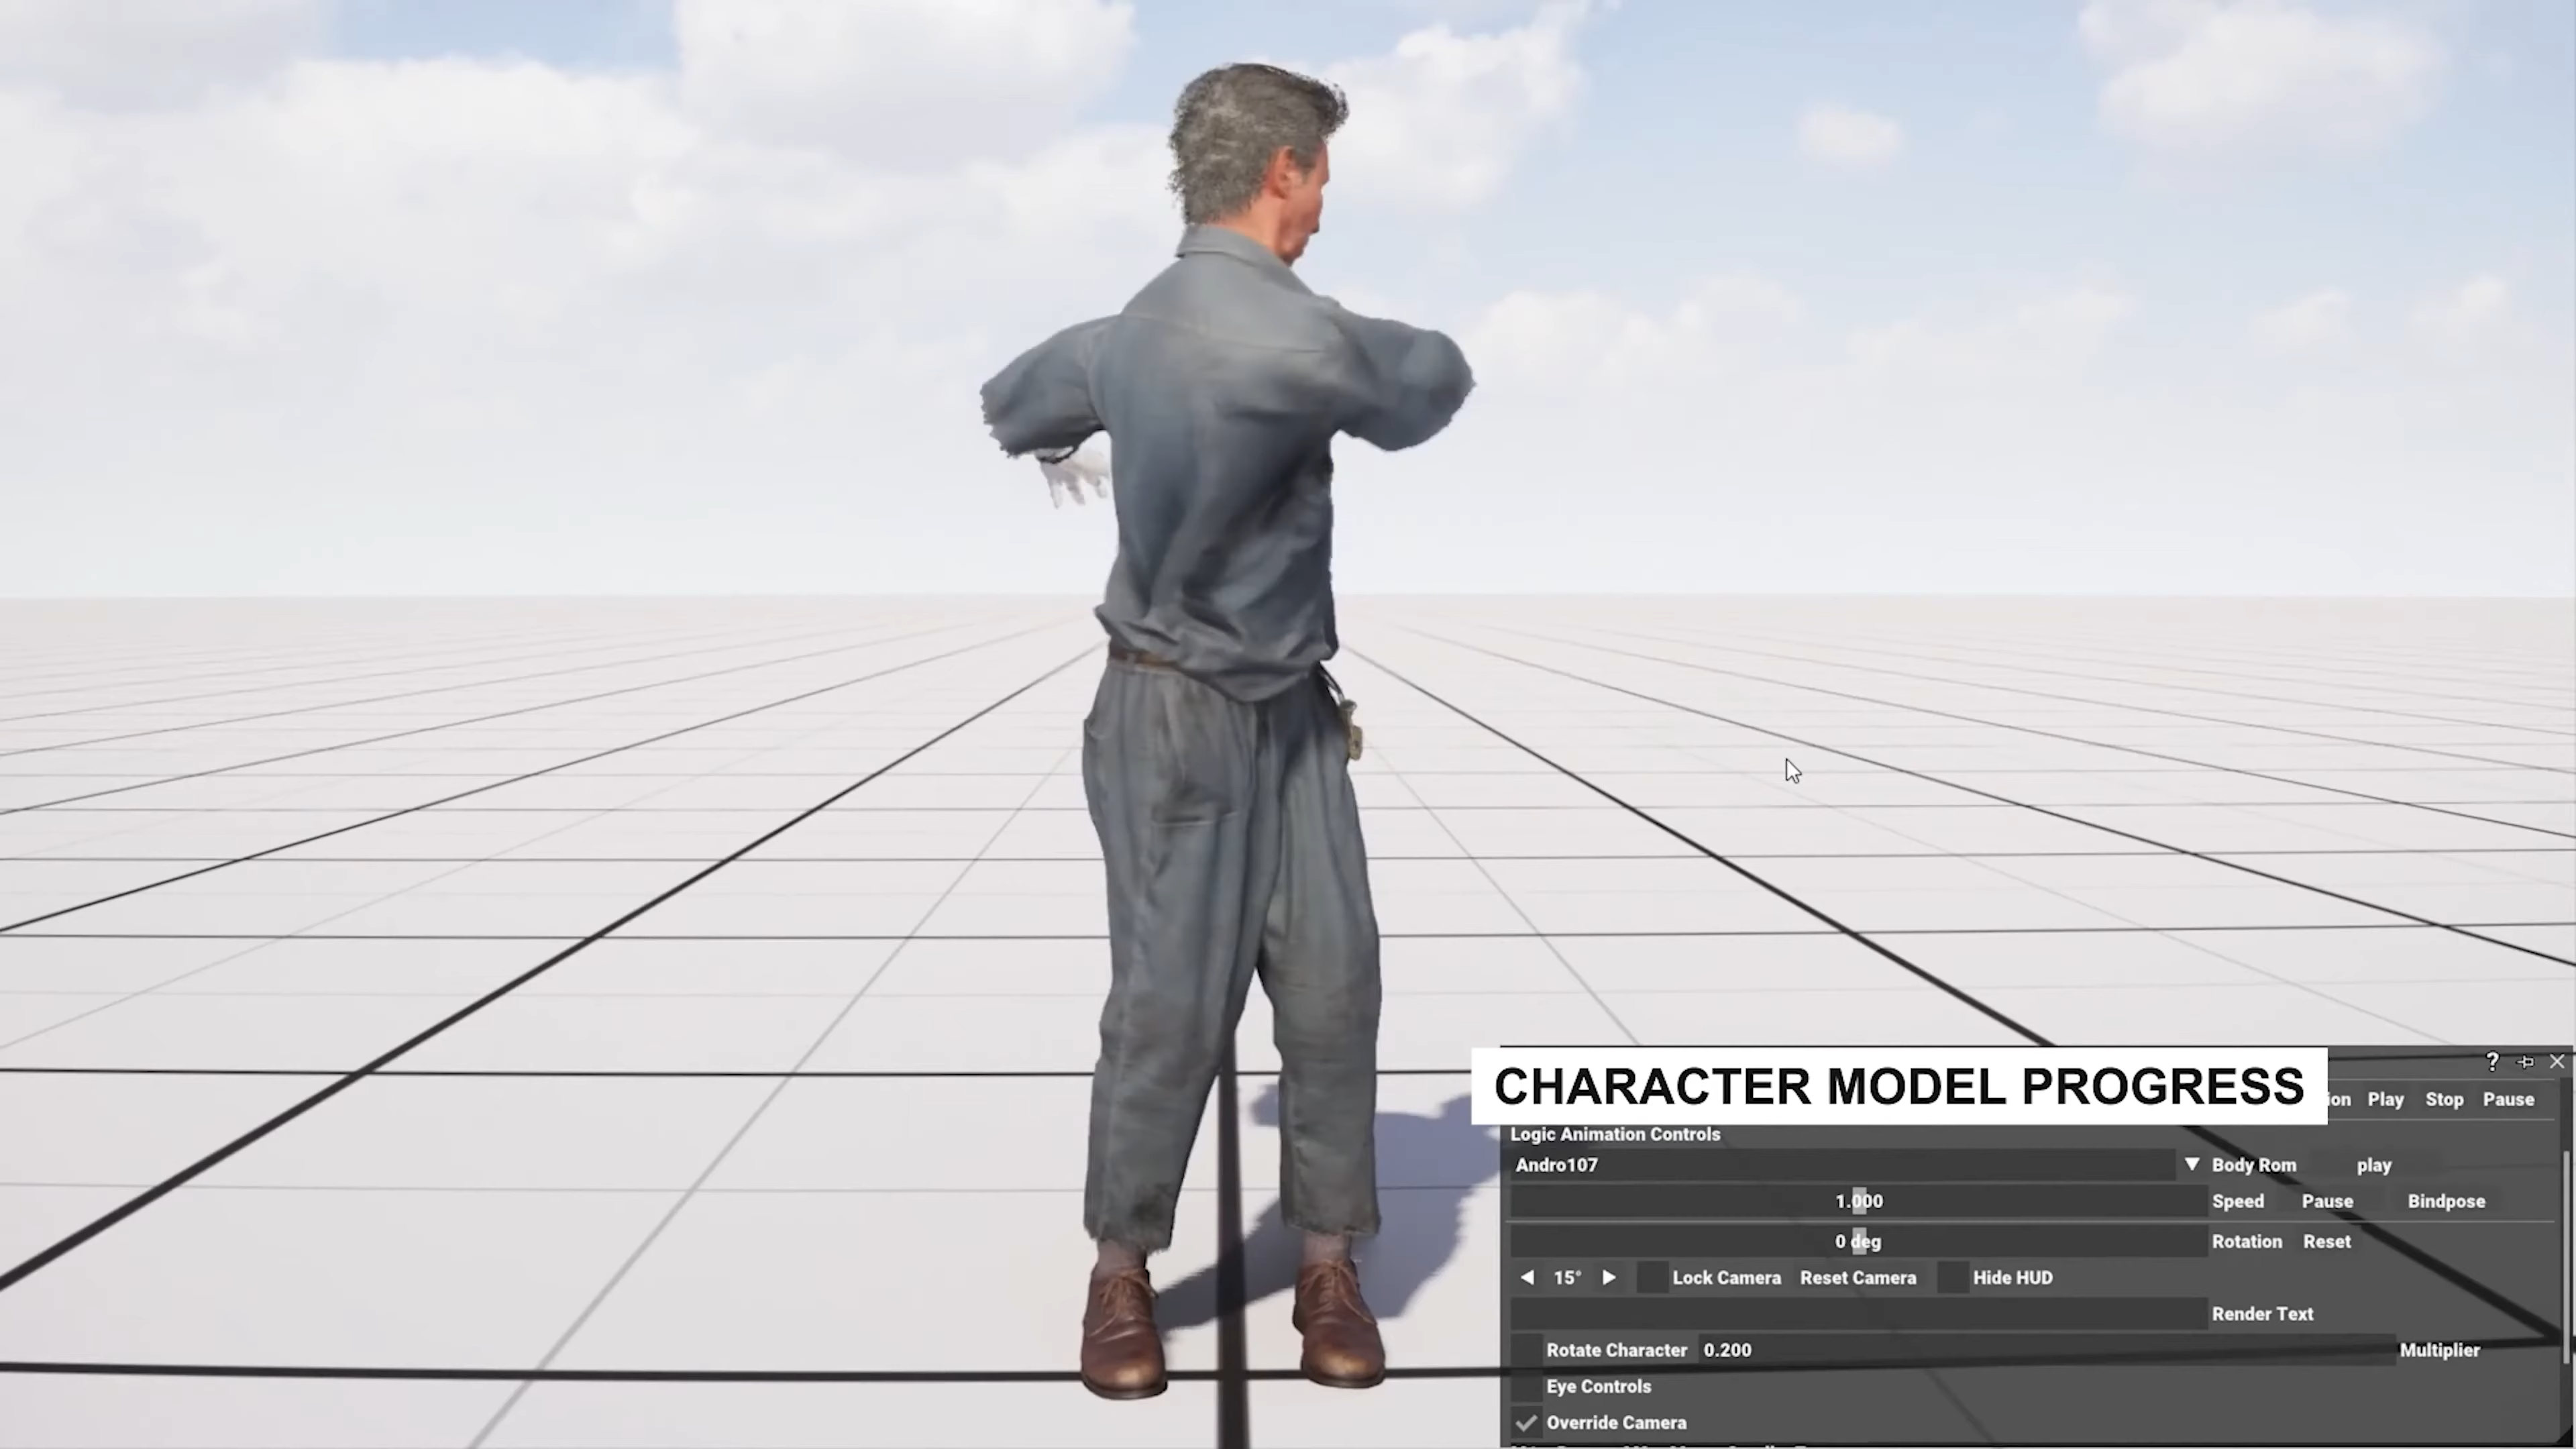 ?
CHARACTER MODEL PROGRESS
Play Stop Pause
Logic Animation Controls
Andro107 Body Rom play
1.000 Speed Pause Bindpose
0 deg Rotation Reset
15° Lock Camera Reset Camera Hide HUD
Render Text
Rotate Character 0.200 Multiplier
Eye Controls
Override Camera